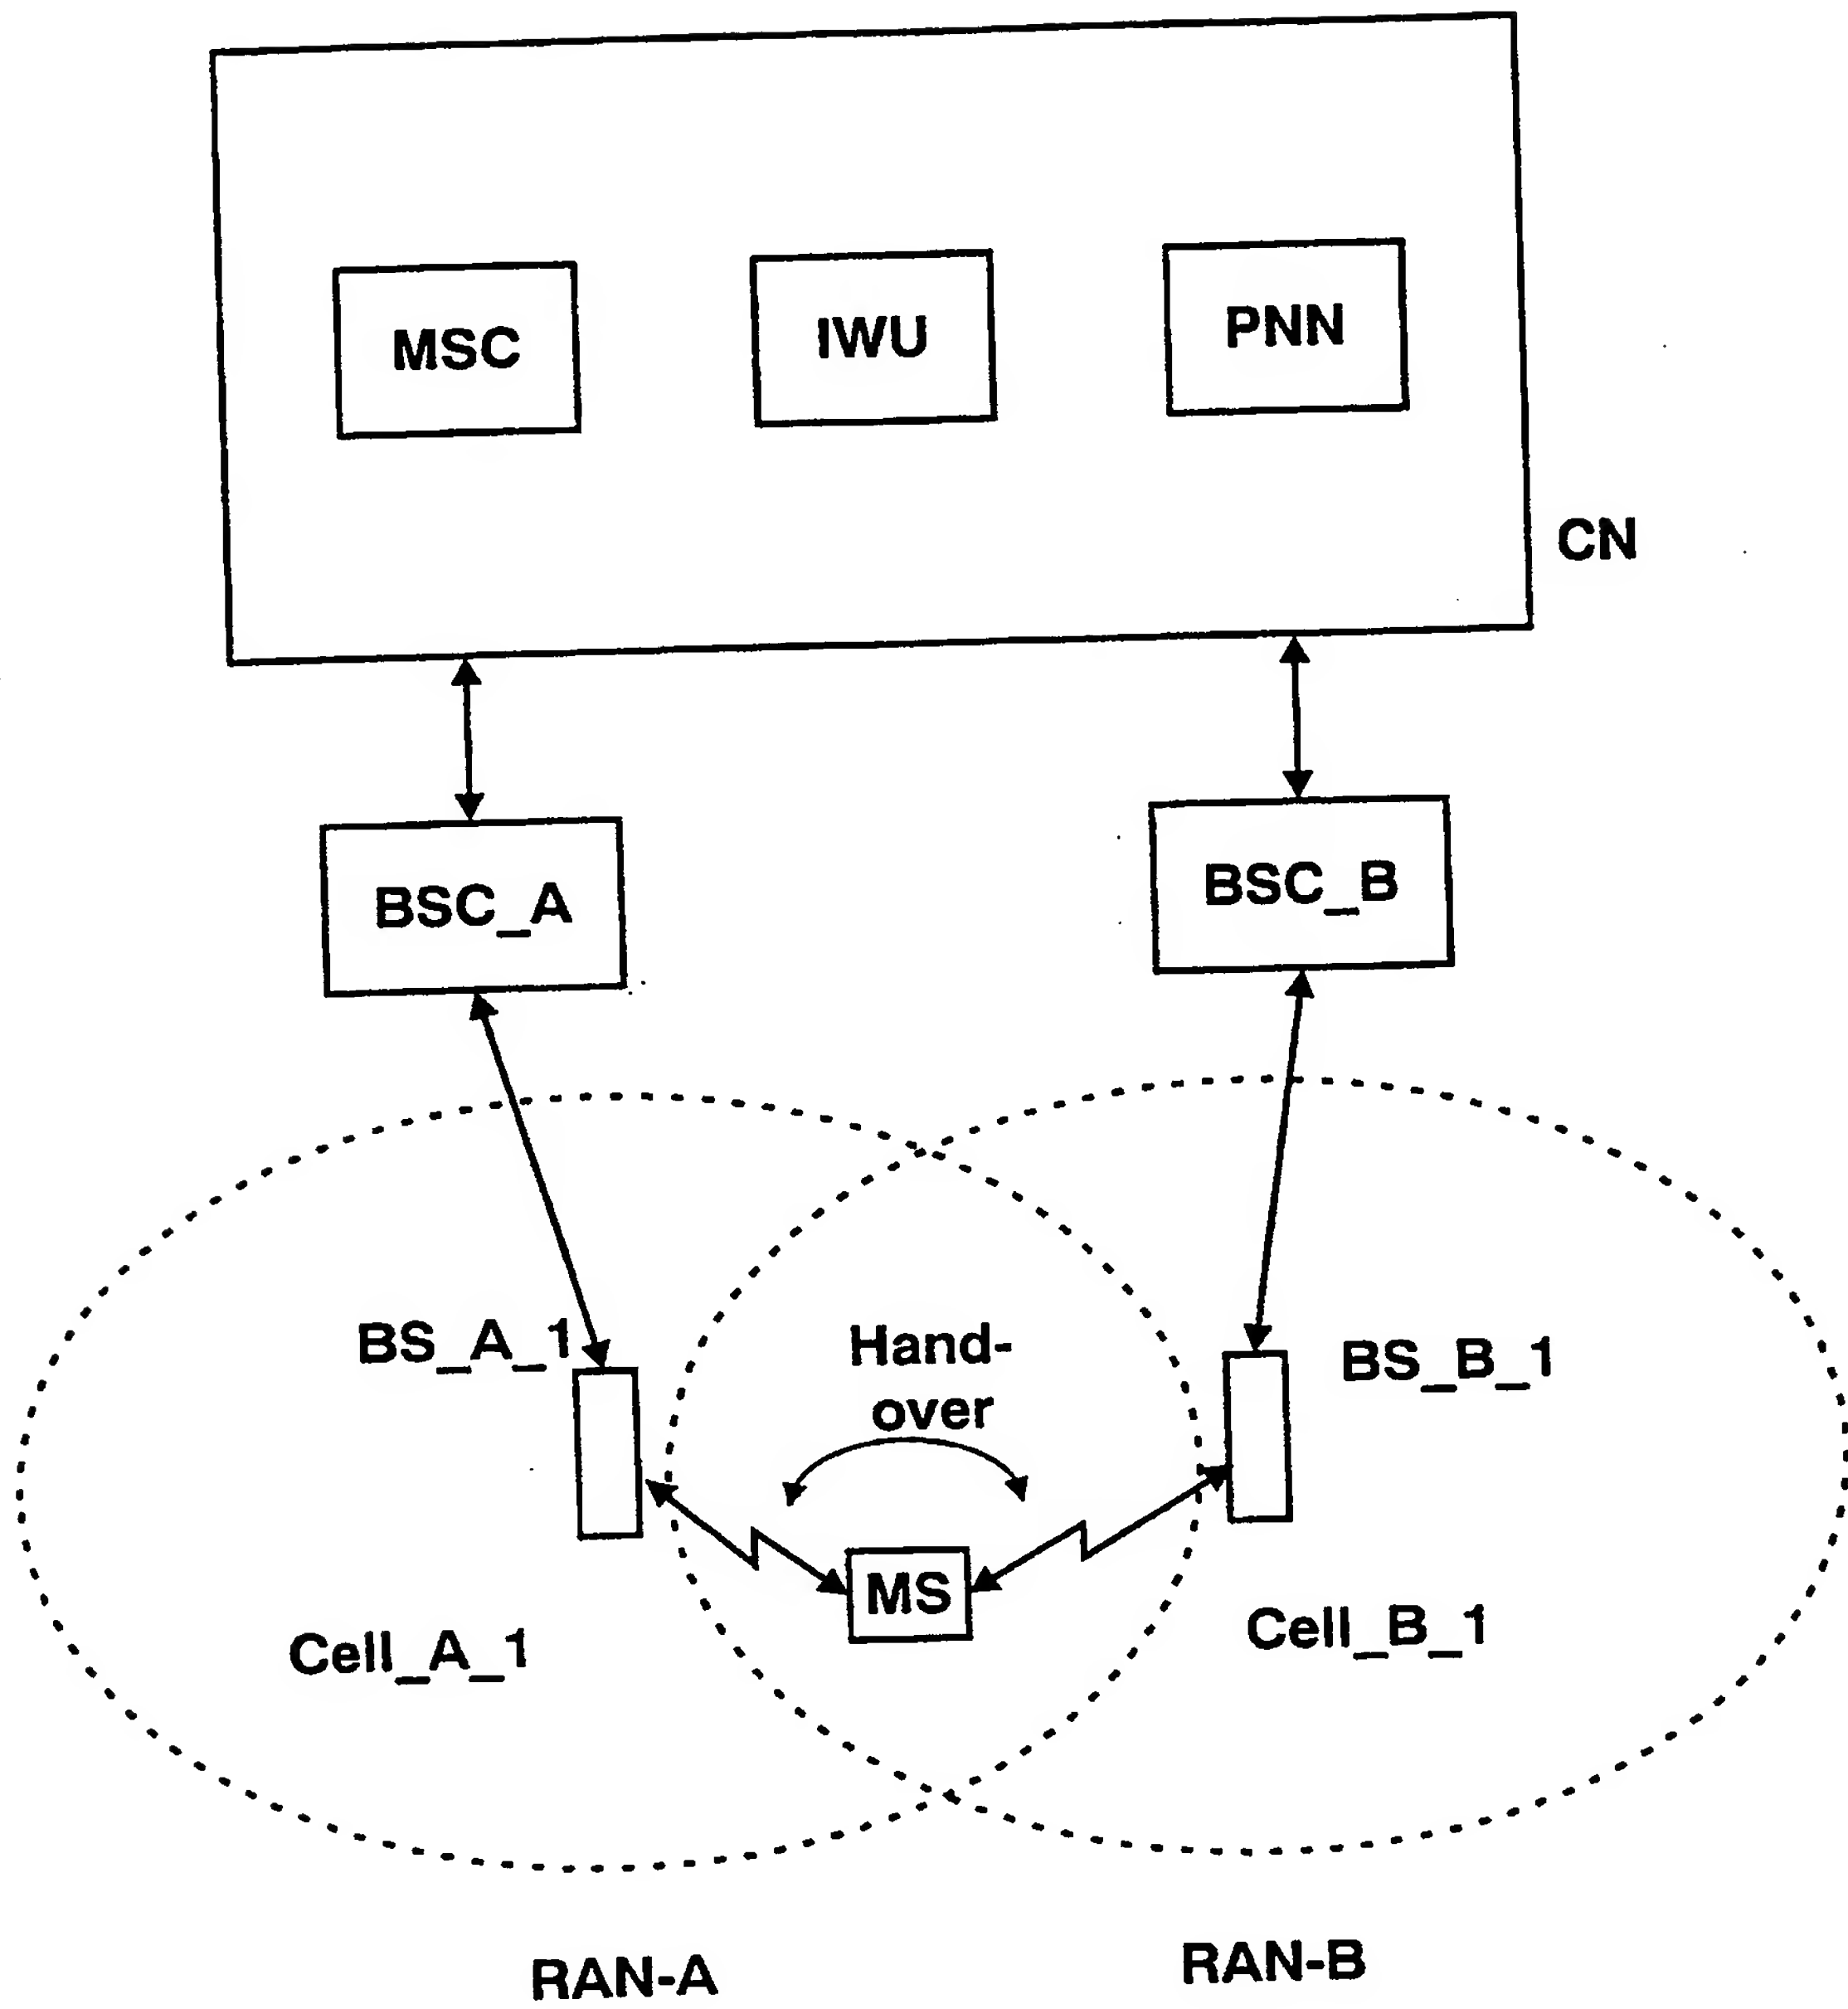 MSC
IWU
PNN
CN
BSC_A
BSC_B
BS_A_1
Hand-
over
BS_B_1
MS
Cell_A_1
Cell_B_1
RAN-A
RAN-B